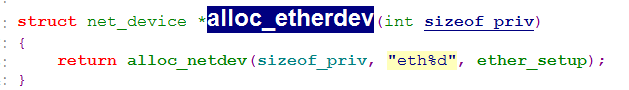 : struct net_device *alloc_etherdev(int sizeof_priv)
: {
:     return alloc_netdev(sizeof_priv, "eth%d", ether_setup);
: }